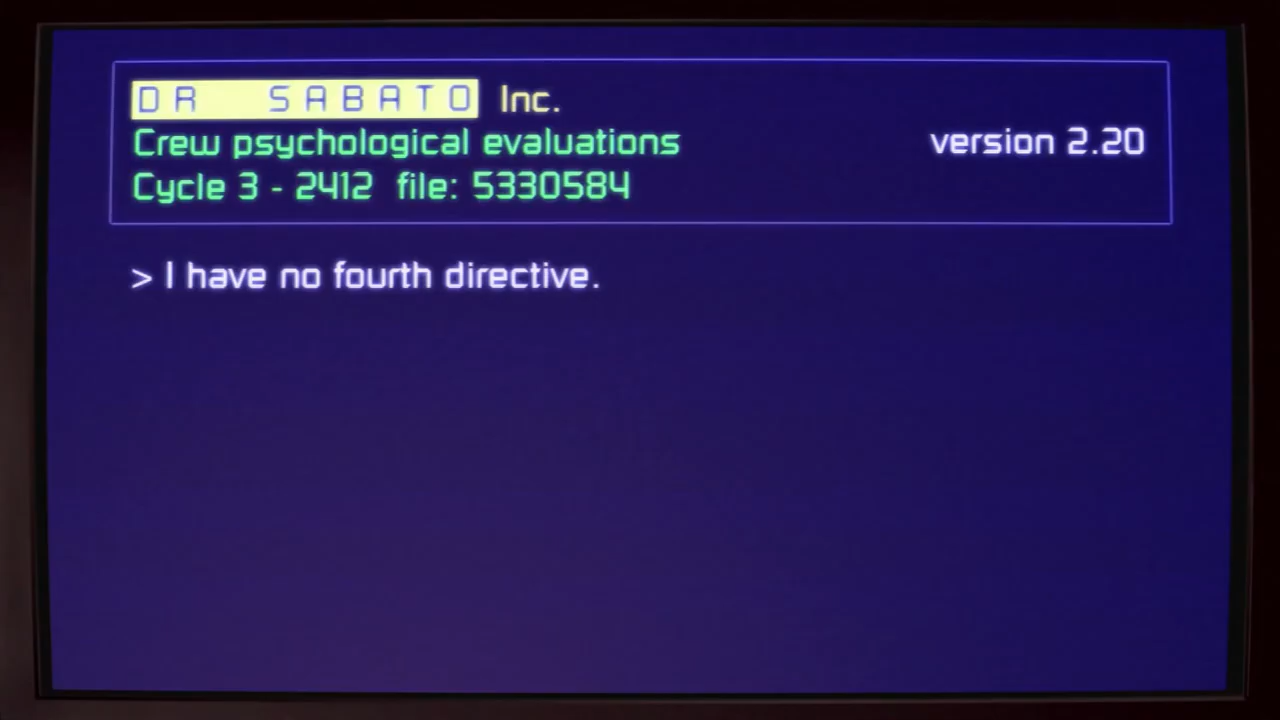 DR SABATO Inc.
Crew psychological evaluations version 2.20
Cycle 3 - 2412 file: 5330584
> I have no fourth directive.